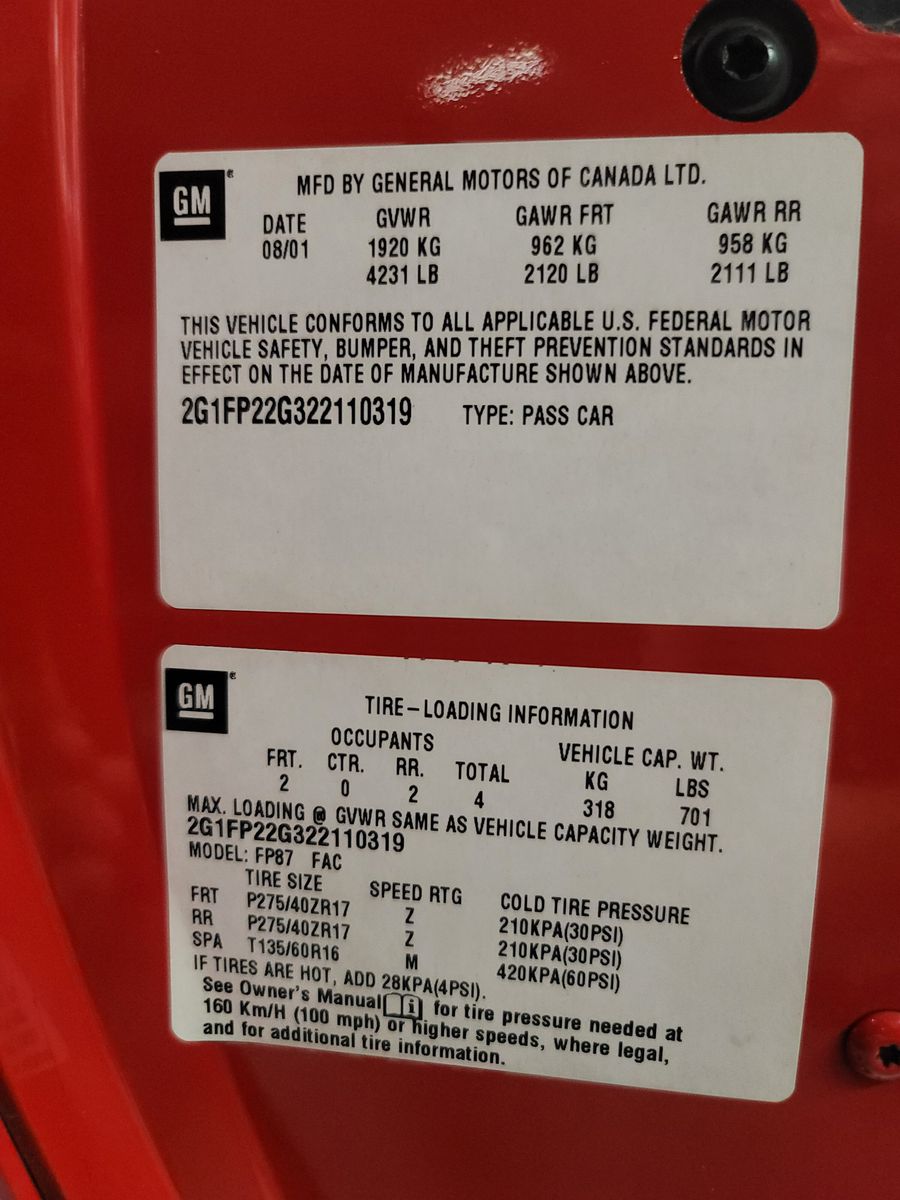 GM®
MFD BY GENERAL MOTORS OF CANADA LTD.
DATE GVWR GAWR FRT GAWR RR
08/01 1920 KG 962 KG 958 KG
4231 LB 2120 LB 2111 LB
THIS VEHICLE CONFORMS TO ALL APPLICABLE U.S. FEDERAL MOTOR
VEHICLE SAFETY, BUMPER, AND THEFT PREVENTION STANDARDS IN
EFFECT ON THE DATE OF MANUFACTURE SHOWN ABOVE.
2G1FP22G322110319 TYPE: PASS CAR
GM®
TIRE-LOADING INFORMATION
OCCUPANTS VEHICLE CAP. WT.
FRT. CTR. RR. TOTAL KG LBS
2 0 2 4 318 701
MAX. LOADING @ GVWR SAME AS VEHICLE CAPACITY WEIGHT.
2G1FP22G322110319
MODEL: FP87 FAC
TIRE SIZE SPEED RTG COLD TIRE PRESSURE
FRT P275/40ZR17 Z 210KPA(30PSI)
RR P275/40ZR17 Z 210KPA(30PSI)
SPA T135/60R16 M 420KPA(60PSI)
IF TIRES ARE HOT, ADD 28KPA(4PSI).
See Owner's Manual i for tire pressure needed at
160 Km/H (100 mph) or higher speeds, where legal,
and for additional tire information.